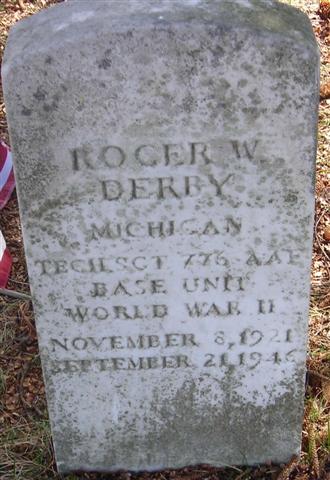 ROGER W.
DERBY
MICHIGAN
TECH SGT 776 AAF
BASE UNIT
WORLD WAR II
NOVEMBER 8, 1921
SEPTEMBER 21, 1946